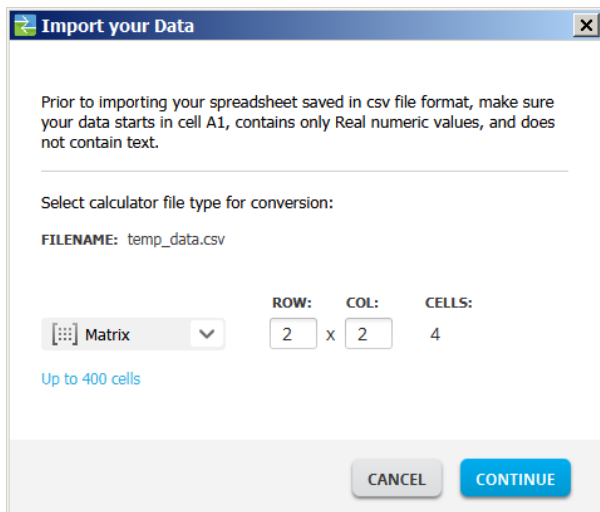 Import your Data
Prior to importing your spreadsheet saved in csv file format, make sure
your data starts in cell A1, contains only Real numeric values, and does
not contain text.
Select calculator file type for conversion:
FILENAME: temp_data.csv
ROW: COL: CELLS:
Matrix 2 x 2 4
Up to 400 cells
CANCEL CONTINUE